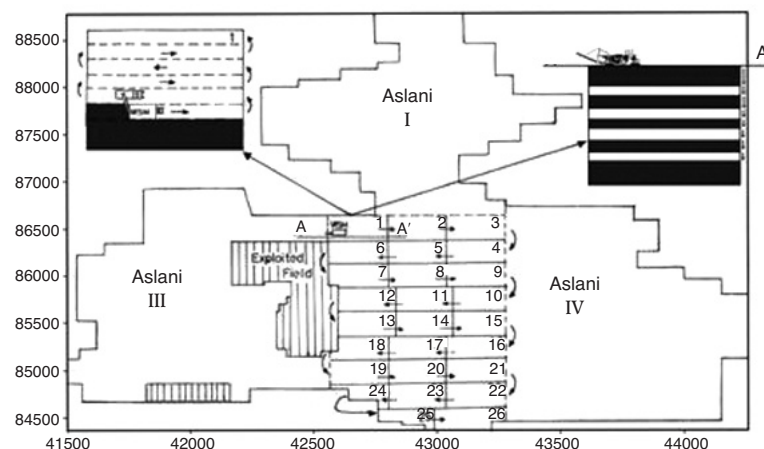 88500
88000
87500
87000
86500
86000
85500
85000
84500
1
A
Aslani
I
A A′
1 2 3
6 5 4
7 8 9
12 11 10
13 14 15
18 17 16
19 20 21
24 23 22
25 26
Exploited
Field
Aslani
III
Aslani
IV
41500 42000 42500 43000 43500 44000